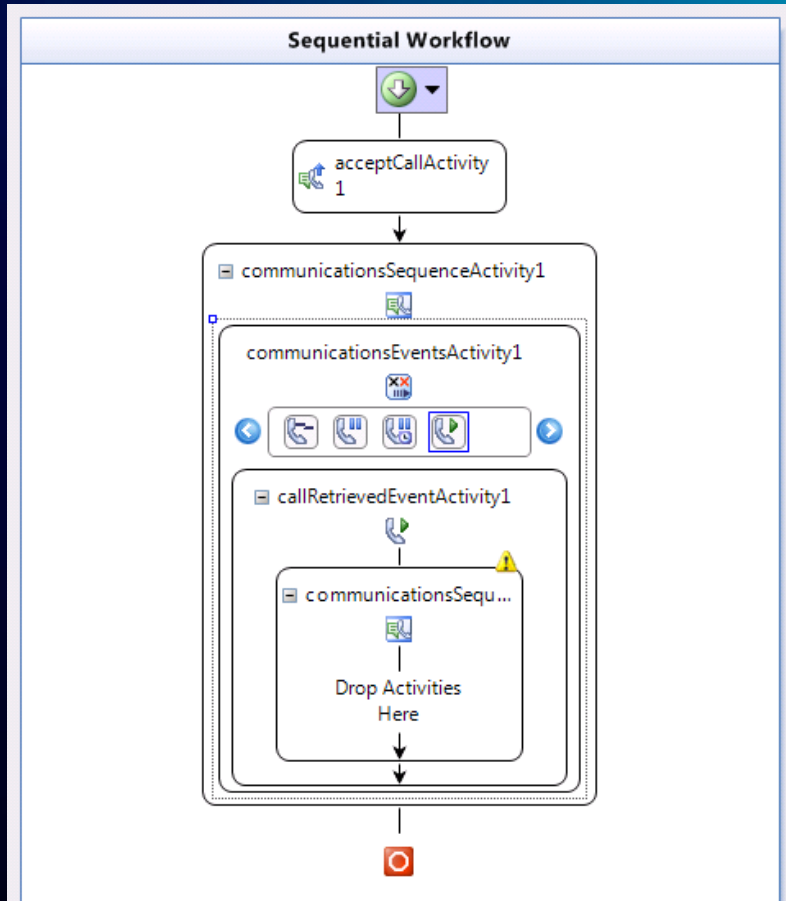 Sequential Workflow
acceptCallActivity
1
communicationsSequenceActivity1
communicationsEventsActivity1
callRetrievedEventActivity1
communicationsSequ...
Drop Activities
Here